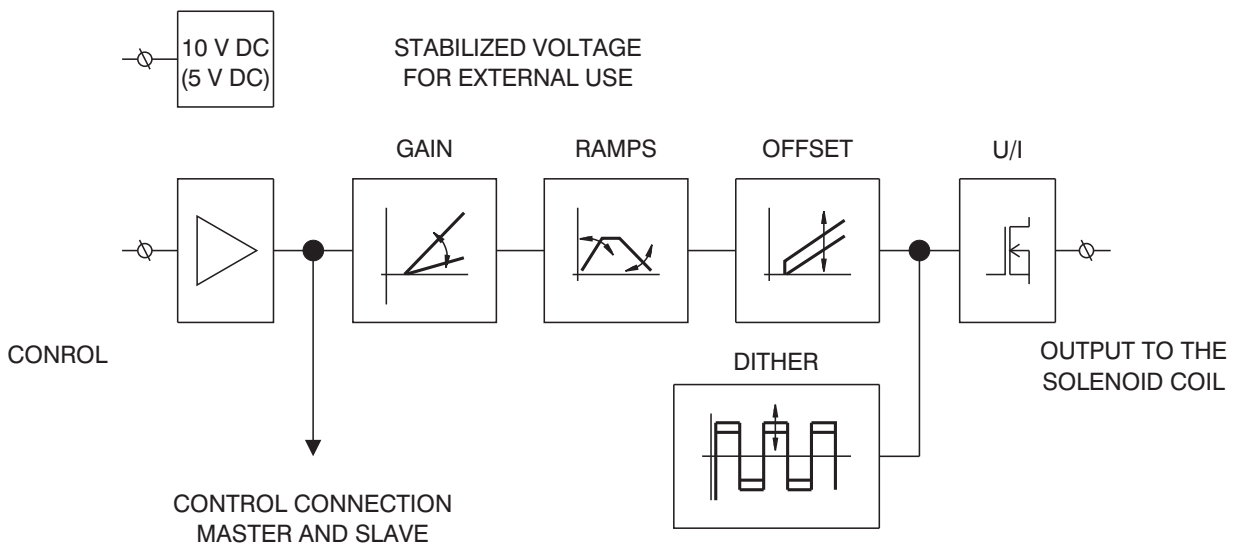 10 V DC
(5 V DC)
STABILIZED VOLTAGE
FOR EXTERNAL USE
GAIN
RAMPS
OFFSET
U/I
CONROL
OUTPUT TO THE
SOLENOID COIL
DITHER
CONTROL CONNECTION
MASTER AND SLAVE